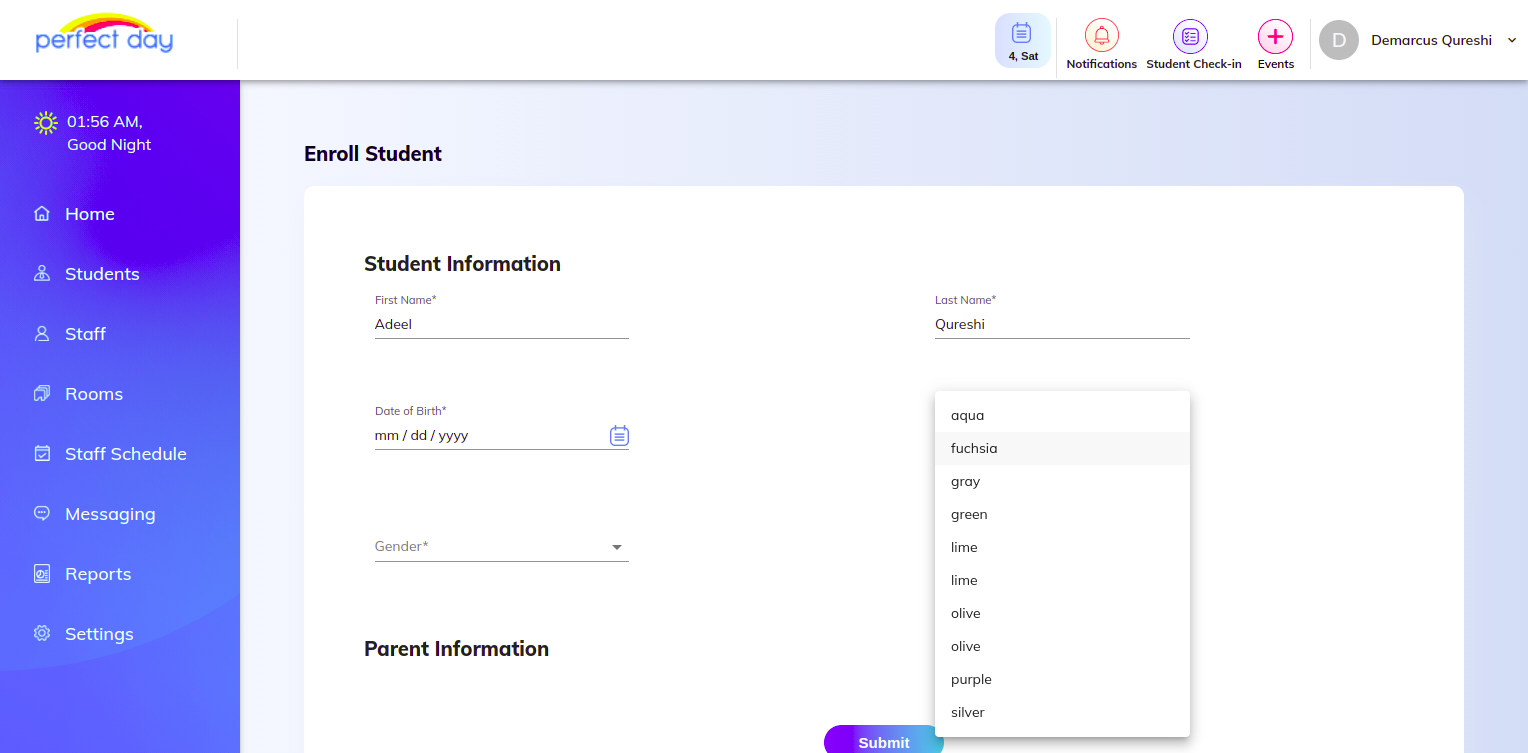 perfect day
4, Sat
Notifications
Student Check-in
Events
D
Demarcus Qureshi
01:56 AM,
Good Night
Home
Students
Staff
Rooms
Staff Schedule
Messaging
Reports
Settings
Enroll Student
Student Information
First Name*
Adeel
Last Name*
Qureshi
Date of Birth*
mm / dd / yyyy
Gender*
aqua
fuchsia
gray
green
lime
lime
olive
olive
purple
silver
Parent Information
Submit